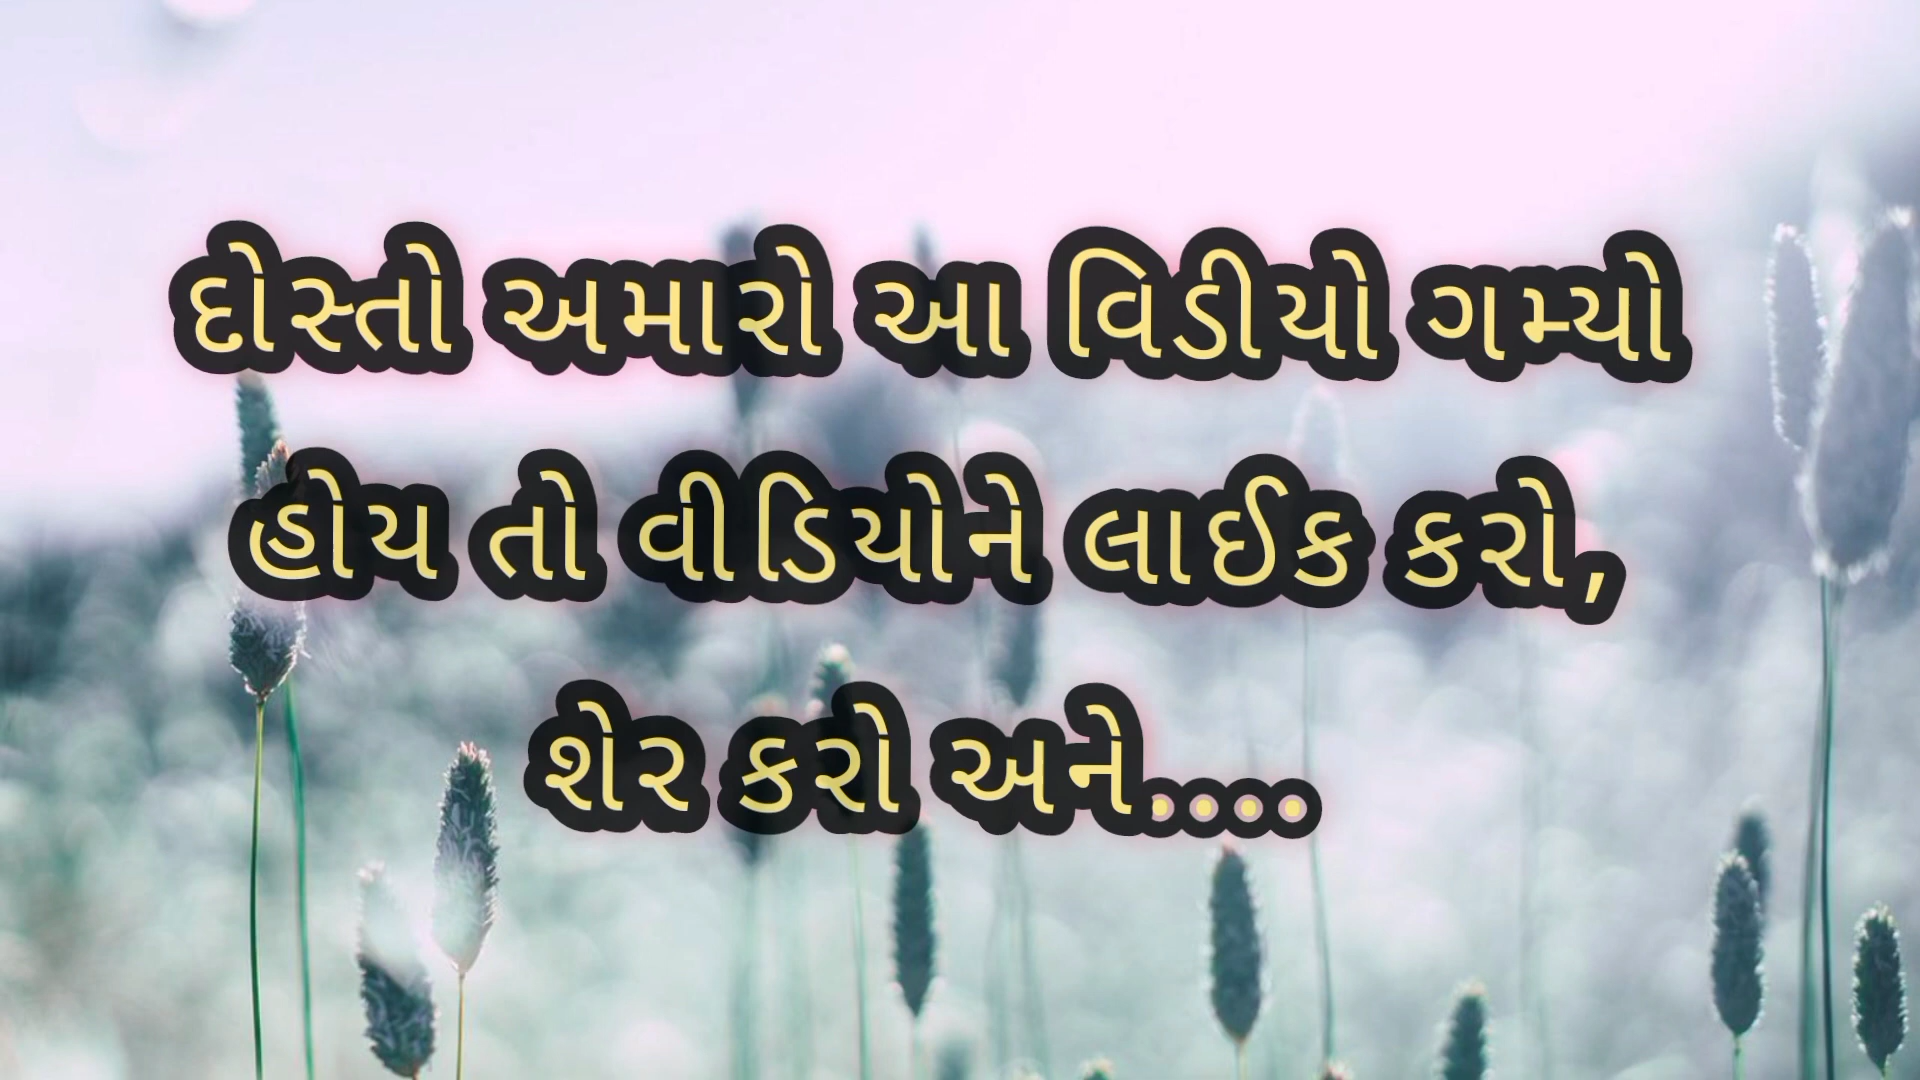 દોસ્તો અમારો આ વિડીયો ગમ્યો
હોય તો વીડિયોને લાઈક કરો,
શેર કરો અને....